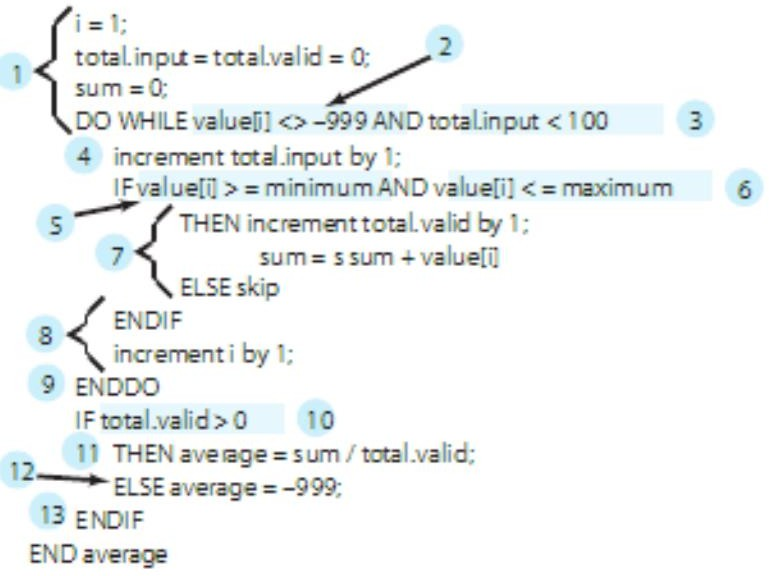 i = 1;
total.input = total.valid = 0;
2
1
sum = 0;
DO WHILE value[i] <> –999 AND total.input < 100 3
4 increment total.input by 1;
IF value[i] > = minimum AND value[i] < = maximum 6
5
THEN increment total.valid by 1;
7
sum = s sum + value[i]
ELSE skip
ENDIF
8
increment i by 1;
9 ENDDO
IF total.valid > 0 10
11 THEN average = sum / total.valid;
12
ELSE average = –999;
13 ENDIF
END average